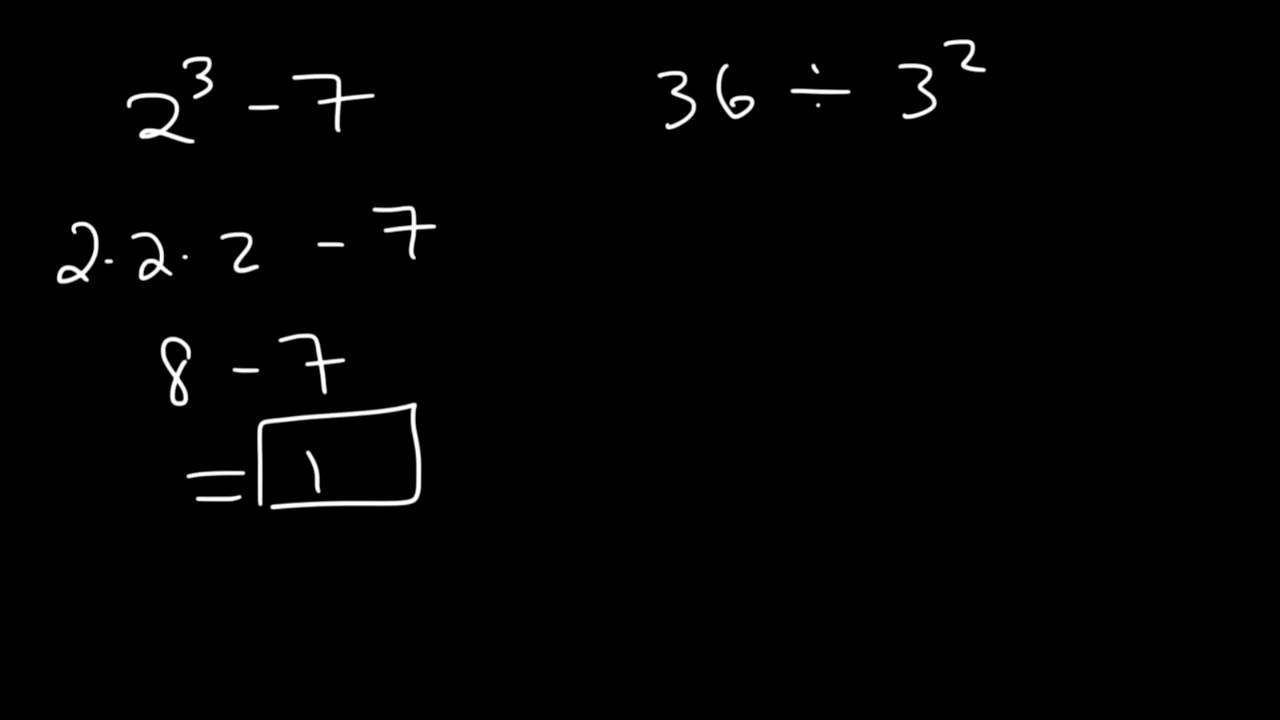 2³ - 7
2 · 2 · 2 - 7
8 - 7
= 1
36 ÷ 3²